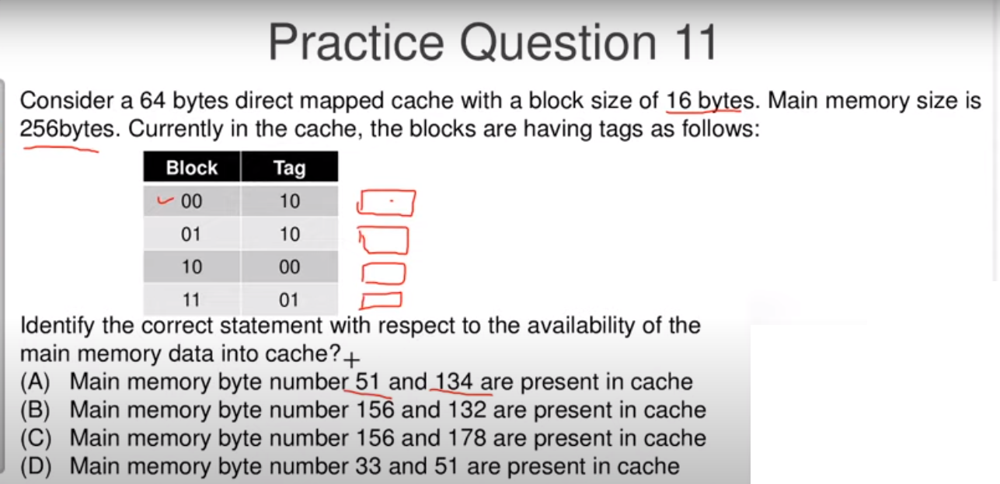 Practice Question 11
Consider a 64 bytes direct mapped cache with a block size of 16 bytes. Main memory size is
256bytes. Currently in the cache, the blocks are having tags as follows:
Block Tag
00 10
01 10
10 00
11 01
Identify the correct statement with respect to the availability of the
main memory data into cache?
(A) Main memory byte number 51 and 134 are present in cache
(B) Main memory byte number 156 and 132 are present in cache
(C) Main memory byte number 156 and 178 are present in cache
(D) Main memory byte number 33 and 51 are present in cache